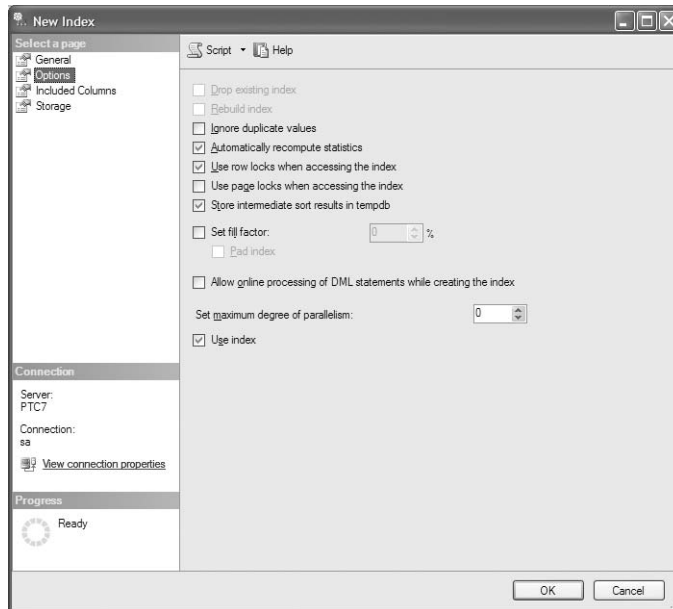 New Index
Select a page
General
Options
Included Columns
Storage
Script
Help
Drop existing index
Rebuild index
Ignore duplicate values
Automatically recompute statistics
Use row locks when accessing the index
Use page locks when accessing the index
Store intermediate sort results in tempdb
Set fill factor: 0 %
Pad index
Allow online processing of DML statements while creating the index
Set maximum degree of parallelism: 0
Use index
Connection
Server:
PTC7
Connection:
sa
View connection properties
Progress
Ready
OK
Cancel